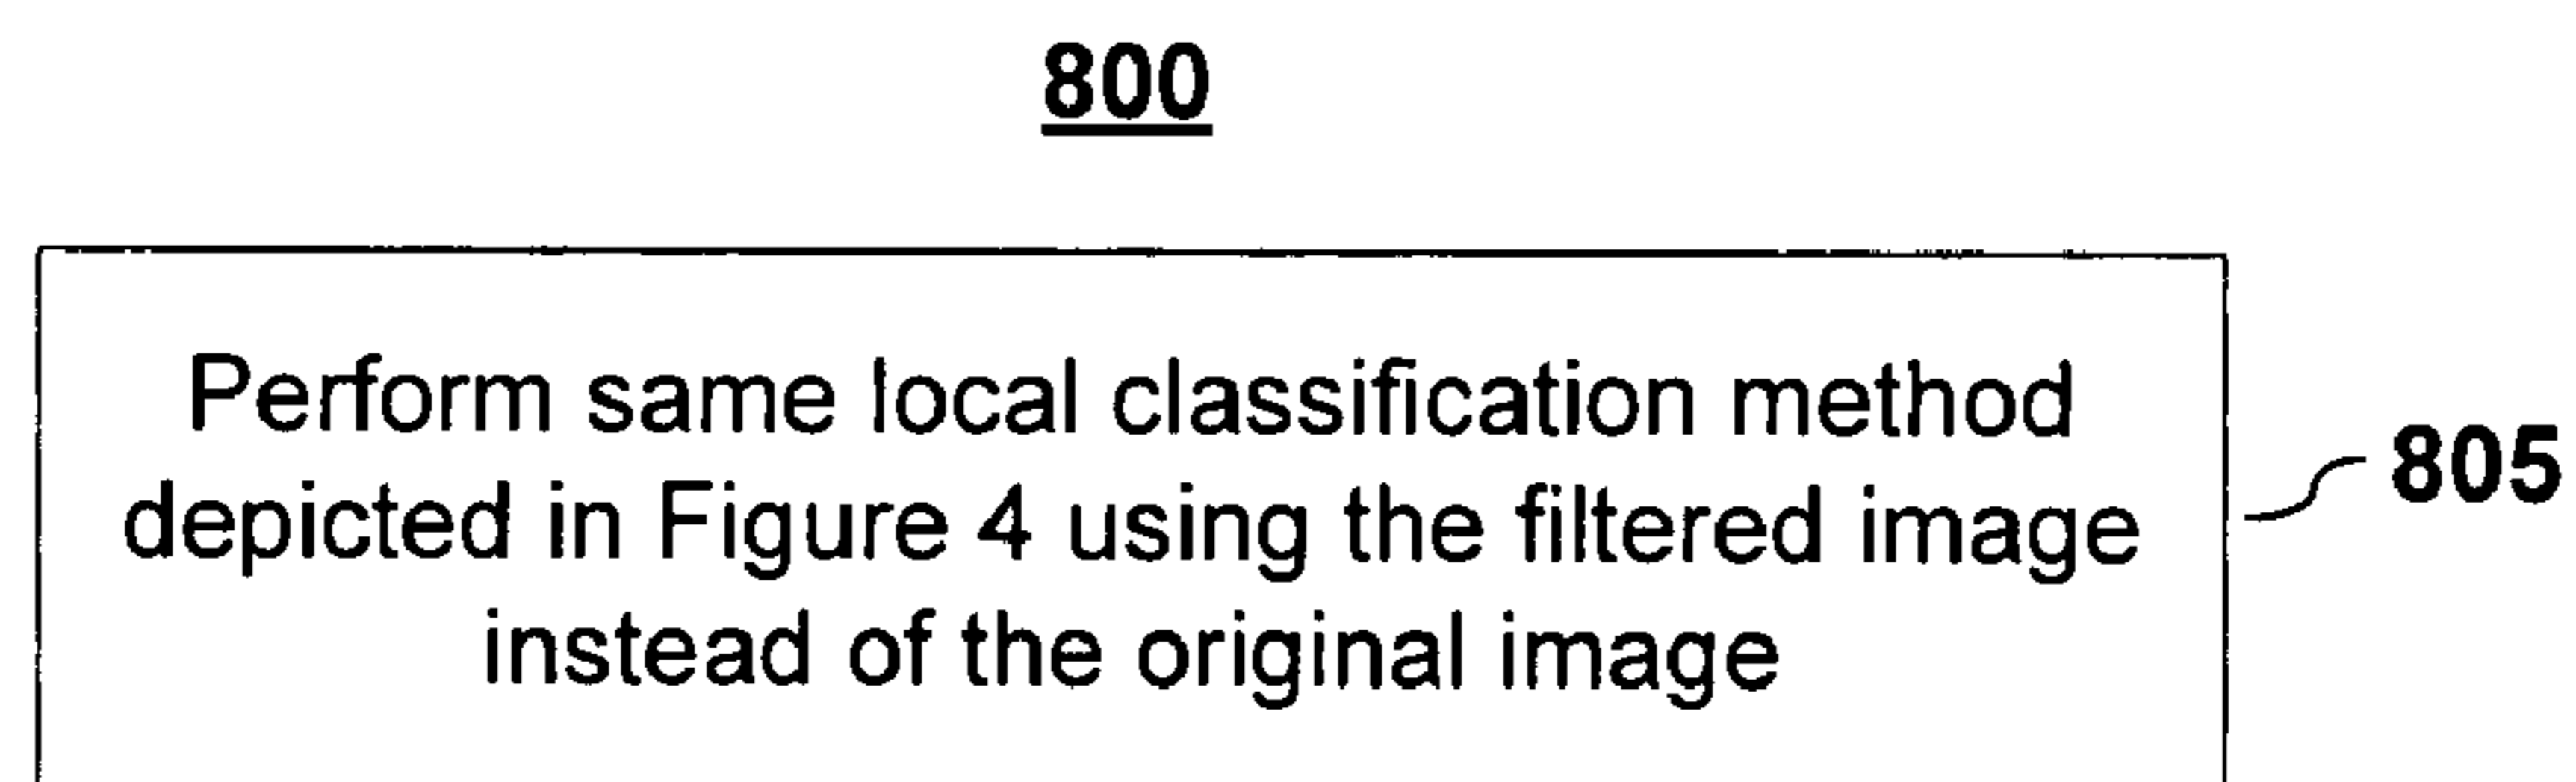 800
Perform same local classification method
depicted in Figure 4 using the filtered image
805
instead of the original image